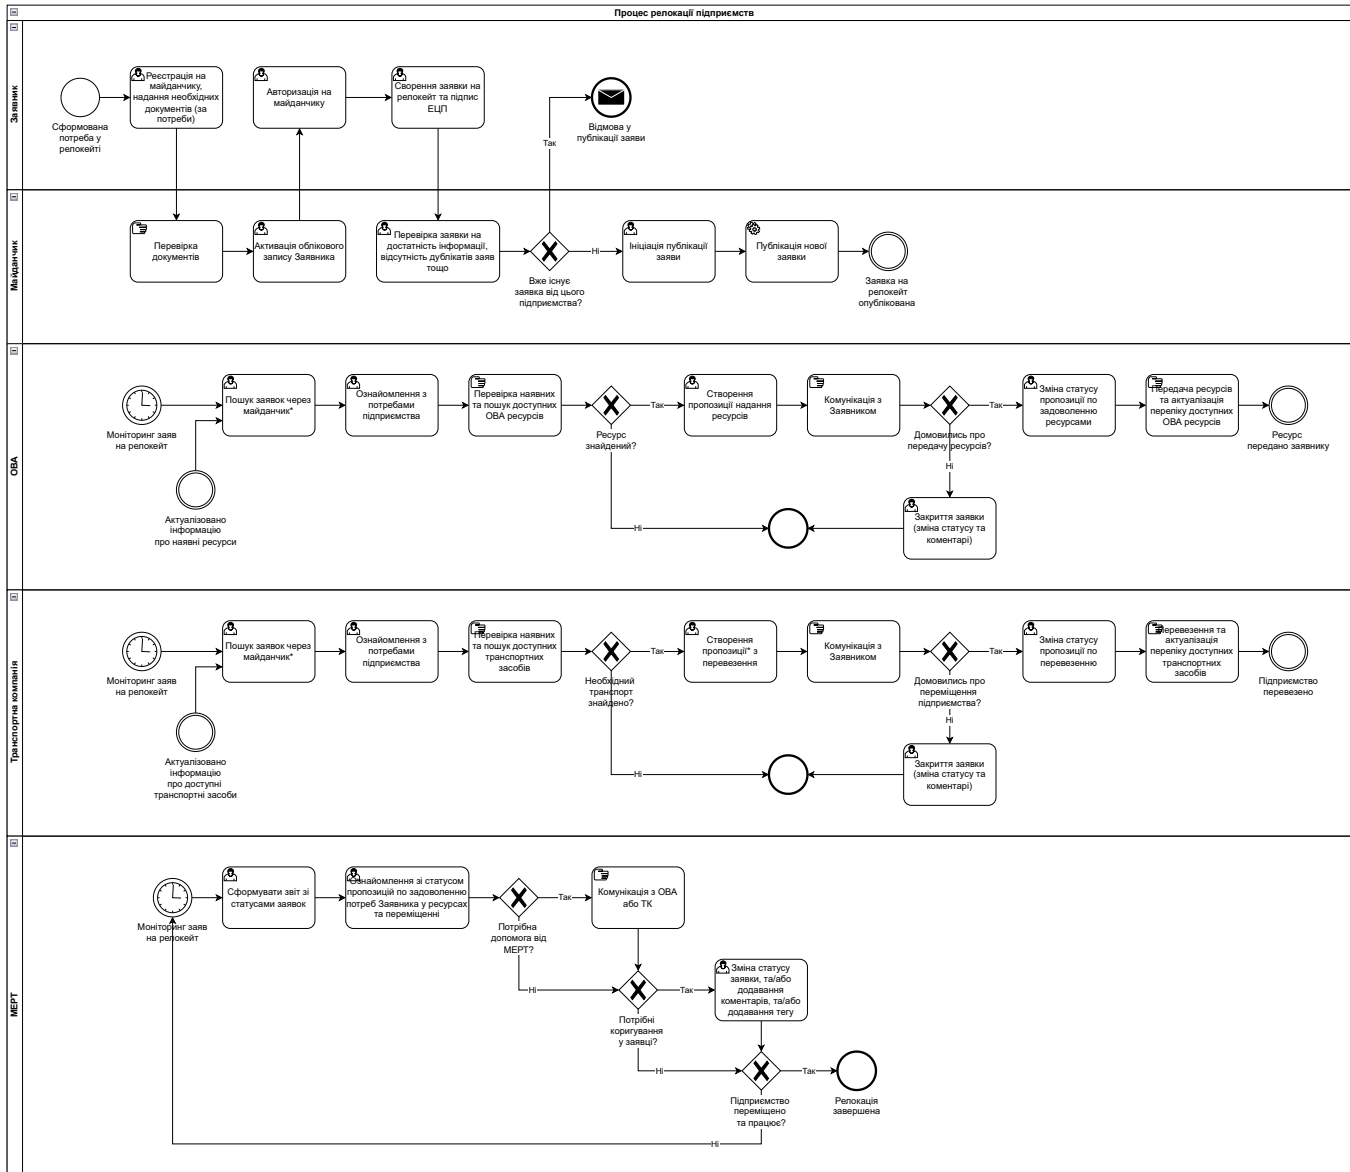 Процес релокації підприємств
Заявник
Сформована
потреба у
релокейті
Реєстрація на
майданчику,
надання необхідних
документів (за
потреби)
Авторизація на
майданчику
Сворення заявки на
релокейт та підпис
ЕЦП
Відмова у
публікації заяви
Так
Майданчик
Перевірка
документів
Активація облікового
запису Заявника
Перевірка заявки на
достатність інформації,
відсутність дублікатів заяв
тощо
Вже існує
заявка від цього
підприємства?
Ні
Ініціація публікації
заяви
Публікація нової
заявки
Заявка на
релокейт
опублікована
ОВА
Моніторинг заяв
на релокейт
Актуалізовано
інформацію
про наявні ресурси
Пошук заявок через
майданчик*
Ознайомлення з
потребами
підприємства
Перевірка наявних
та пошук доступних
ОВА ресурсів
Ресурс
знайдений?
Так
Ні
Створення
пропозиції надання
ресурсів
Комунікація з
Заявником
Домовились про
передачу ресурсів?
Так
Ні
Закриття заявки
(зміна статусу та
коментарі)
Зміна статусу
пропозиції по
задоволенню
ресурсами
Передача ресурсів
та актуалізація
переліку доступних
ОВА ресурсів
Ресурс
передано заявнику
Транспортна компанія
Моніторинг заяв
на релокейт
Актуалізовано
інформацію
про доступні
транспортні засоби
Пошук заявок через
майданчик*
Ознайомлення з
потребами
підприємства
Перевірка наявних
та пошук доступних
транспортних
засобів
Необхідний
транспорт
знайдено?
Так
Ні
Створення
пропозиції* з
перевезення
Комунікація з
Заявником
Домовились про
переміщення
підприємства?
Так
Ні
Закриття заявки
(зміна статусу та
коментарі)
Зміна статусу
пропозиції по
перевезенню
Перевезення та
актуалізація
переліку доступних
транспортних
засобів
Підприємство
перевезено
МЕРТ
Моніторинг заяв
на релокейт
Сформувати звіт зі
статусами заявок
Ознайомлення зі статусом
пропозицій по задоволенню
потреб Заявника у ресурсах
та переміщенні
Потрібна
допомога від
МЕРТ?
Так
Ні
Комунікація з ОВА
або ТК
Потрібні
коригування
у заявці?
Так
Ні
Зміна статусу
заявки, та/або
додавання
коментарів, та/або
додавання тегу
Підприємство
переміщено
та працює?
Так
Ні
Релокація
завершена